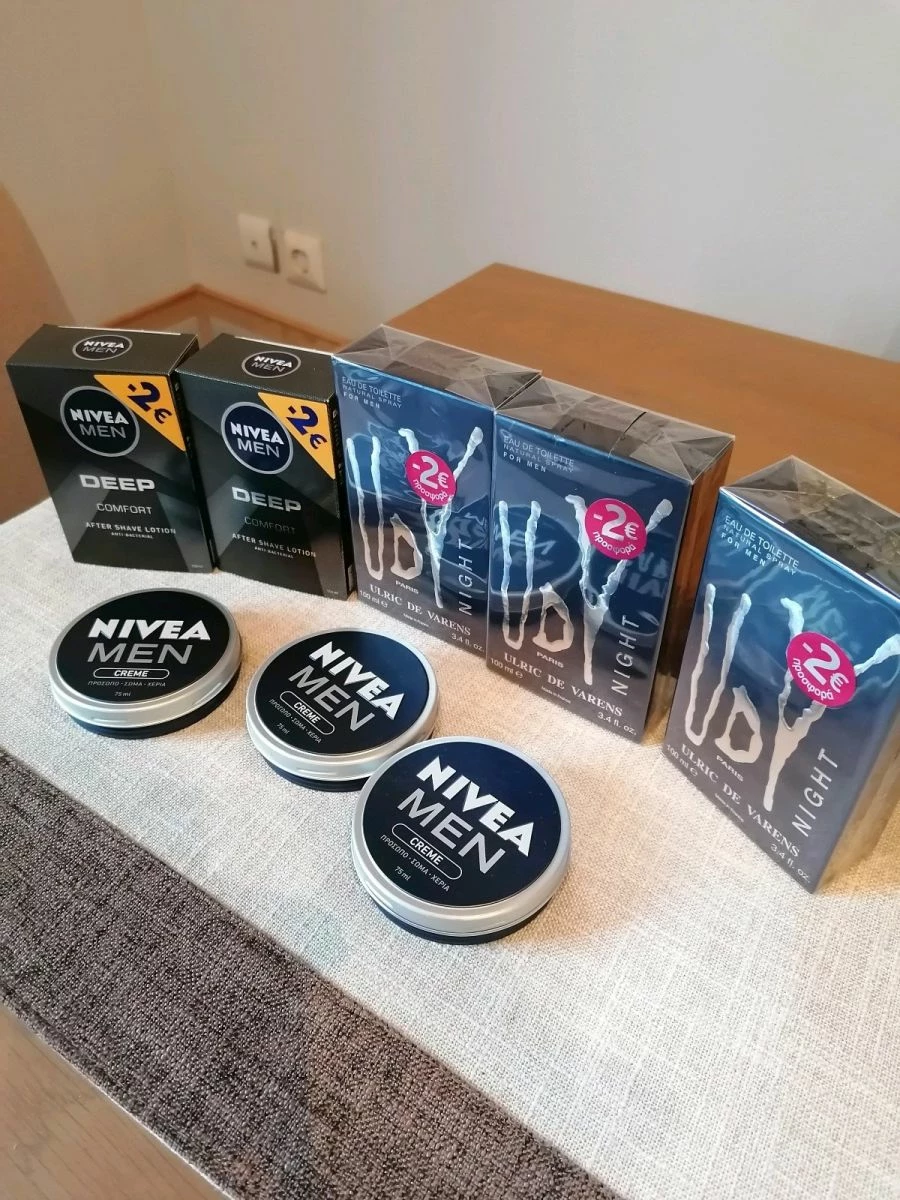 NIVEA
MEN
-2€
NIVEA
MEN
DEEP
COMFORT
AFTER SHAVE LOTION
ANTI-BACTERIAL
NIVEA
MEN
-2€
NIVEA
MEN
DEEP
COMFORT
AFTER SHAVE LOTION
ANTI-BACTERIAL
EAU DE TOILETTE
NATURAL SPRAY
FOR MEN
-2€
προσφορά
UDV
NIGHT
PARIS
ULRIC DE VARENS
100 ml e
3.4 fl. oz.
EAU DE TOILETTE
NATURAL SPRAY
FOR MEN
-2€
προσφορά
UDV
NIGHT
PARIS
ULRIC DE VARENS
100 ml e
3.4 fl. oz.
EAU DE TOILETTE
NATURAL SPRAY
FOR MEN
-2€
προσφορά
UDV
NIGHT
PARIS
ULRIC DE VARENS
100 ml e
3.4 fl. oz.
NIVEA
MEN
CREME
ΠΡΟΣΩΠΟ • ΣΩΜΑ • ΧΕΡΙΑ
75 ml
NIVEA
MEN
CREME
ΠΡΟΣΩΠΟ • ΣΩΜΑ • ΧΕΡΙΑ
75 ml
NIVEA
MEN
CREME
ΠΡΟΣΩΠΟ • ΣΩΜΑ • ΧΕΡΙΑ
75 ml